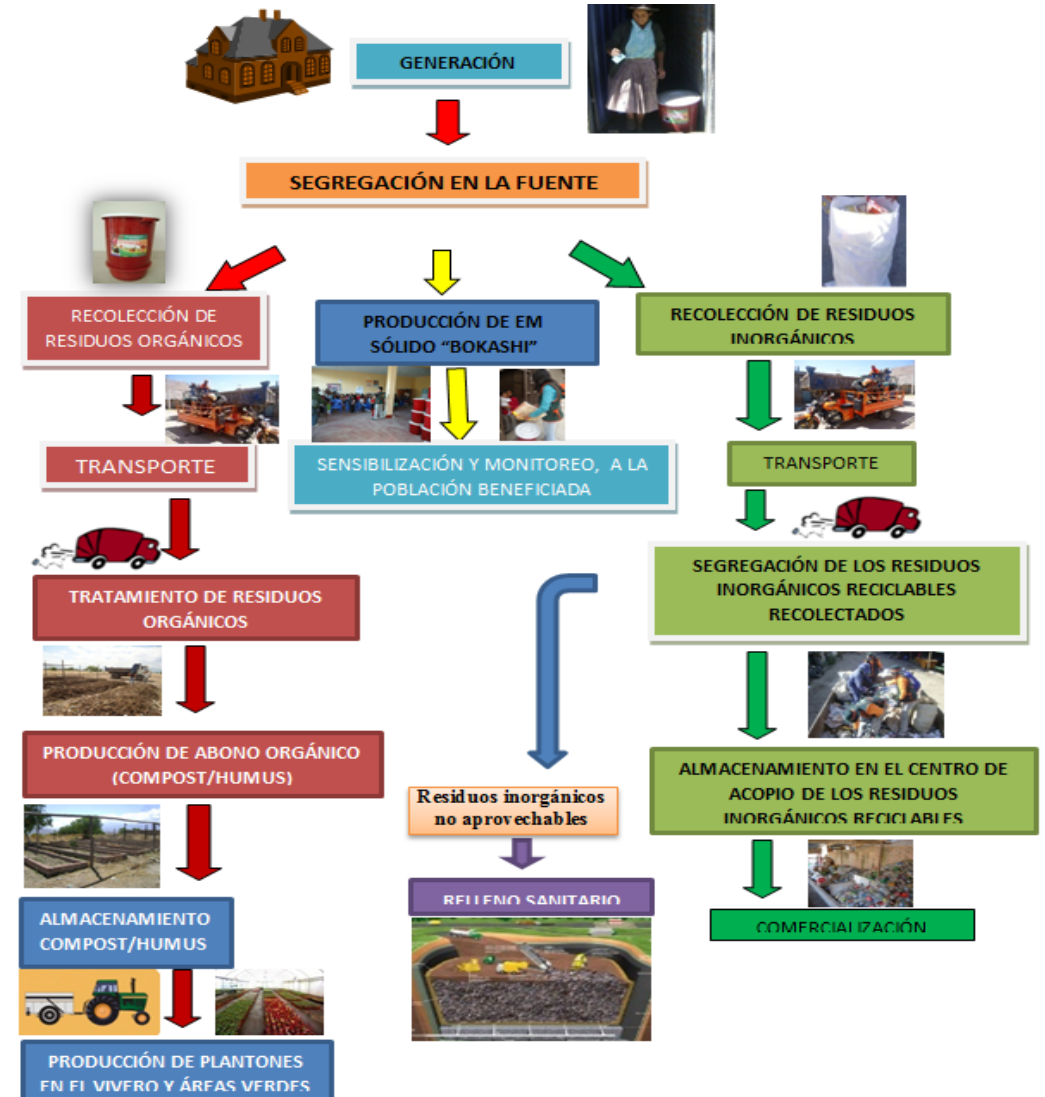 GENERACIÓN
SEGREGACIÓN EN LA FUENTE
RECOLECCIÓN DE
RESIDUOS ORGÁNICOS
PRODUCCIÓN DE EM
SÓLIDO “BOKASHI”
RECOLECCIÓN DE RESIDUOS
INORGÁNICOS
TRANSPORTE
SENSIBILIZACIÓN Y MONITOREO, A LA
POBLACIÓN BENEFICIADA
TRANSPORTE
TRATAMIENTO DE RESIDUOS
ORGÁNICOS
SEGREGACIÓN DE LOS RESIDUOS
INORGÁNICOS RECICLABLES
RECOLECTADOS
PRODUCCIÓN DE ABONO ORGÁNICO
(COMPOST/HUMUS)
Residuos inorgánicos
no aprovechables
ALMACENAMIENTO EN EL CENTRO DE
ACOPIO DE LOS RESIDUOS
INORGÁNICOS RECICLABLES
ALMACENAMIENTO
COMPOST/HUMUS
RELLENO SANITARIO
COMERCIALIZACIÓN
PRODUCCIÓN DE PLANTONES
EN EL VIVERO Y ÁREAS VERDES